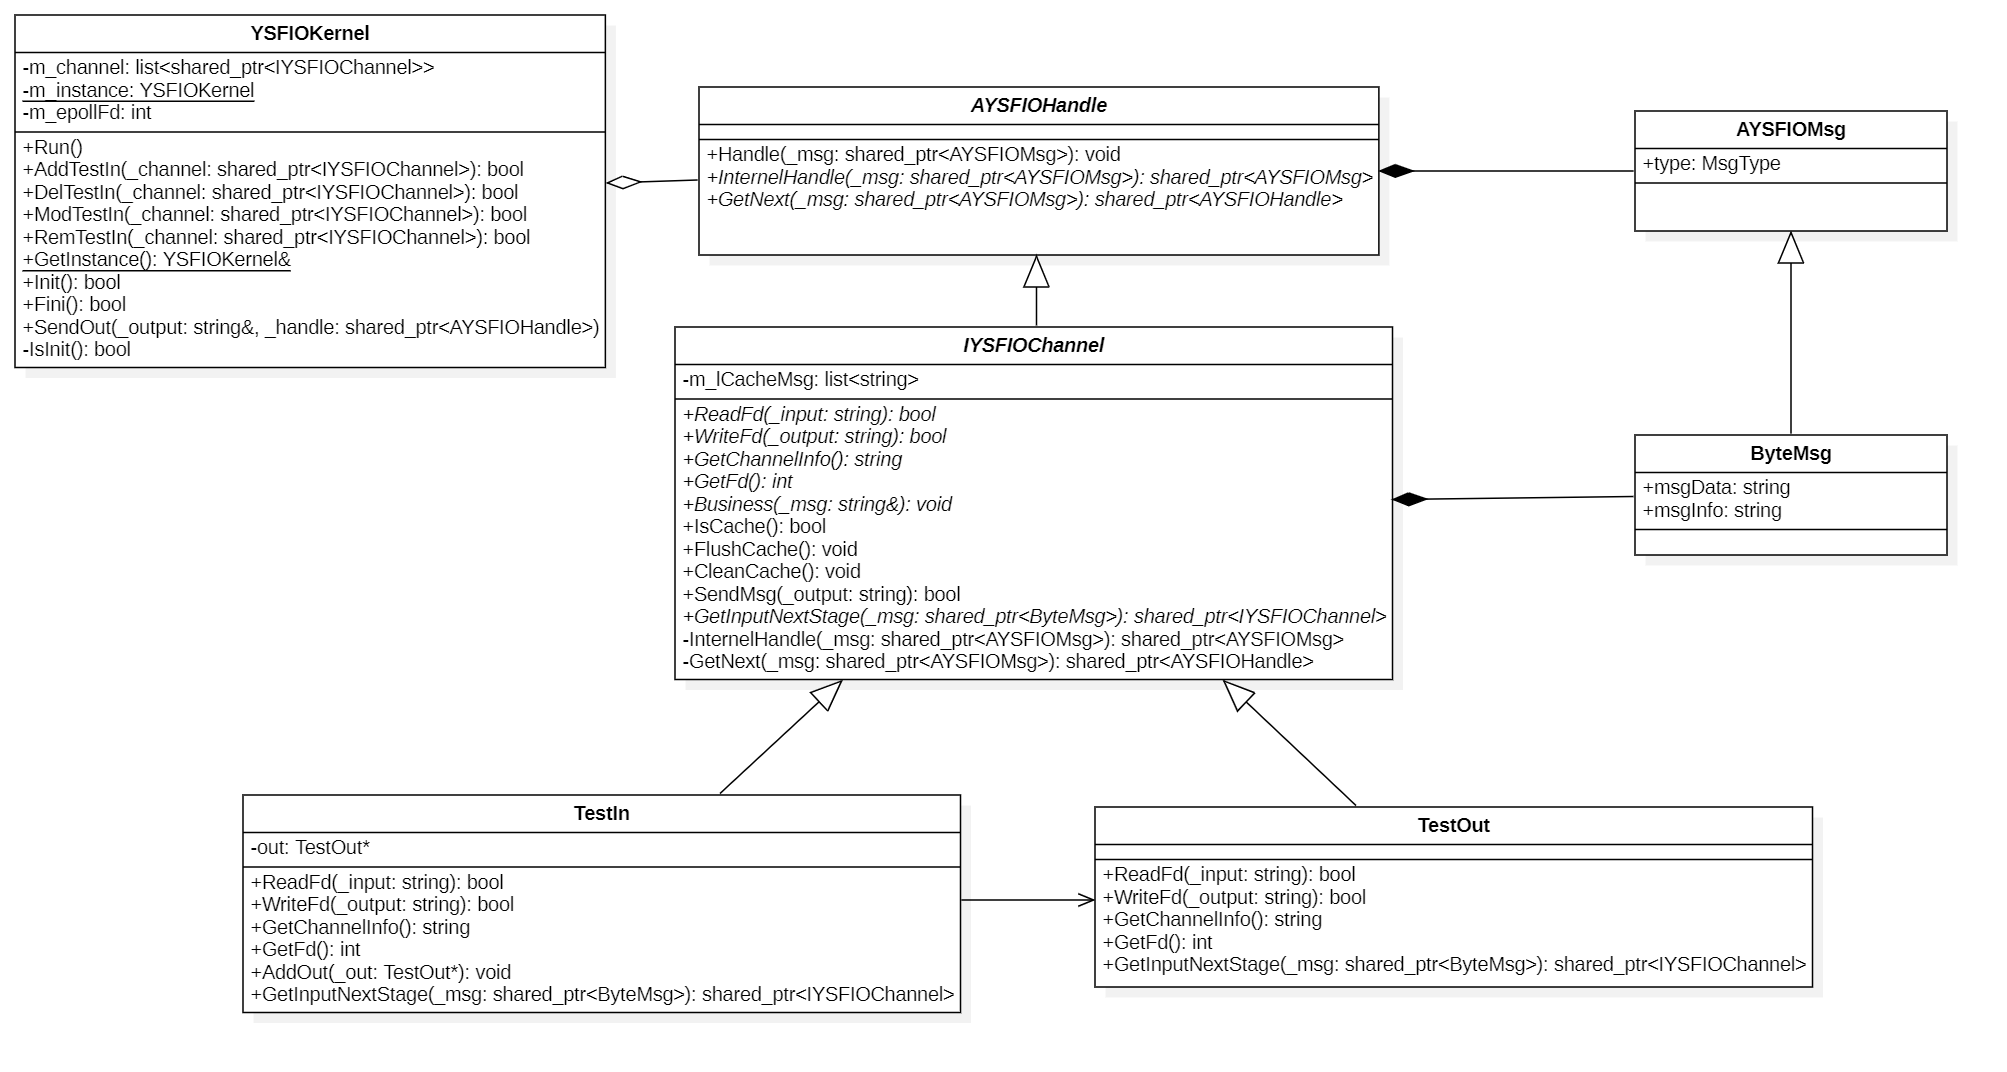 YSFIOKernel
-m_channel: list<shared_ptr<IYSFIOChannel>>
-m_instance: YSFIOKernel
-m_epollFd: int
+Run()
+AddTestIn(_channel: shared_ptr<IYSFIOChannel>): bool
+DelTestIn(_channel: shared_ptr<IYSFIOChannel>): bool
+ModTestIn(_channel: shared_ptr<IYSFIOChannel>): bool
+RemTestIn(_channel: shared_ptr<IYSFIOChannel>): bool
+GetInstance(): YSFIOKernel&
+Init(): bool
+Fini(): bool
+SendOut(_output: string&, _handle: shared_ptr<AYSFIOHandle>)
-IsInit(): bool
AYSFIOHandle
+Handle(_msg: shared_ptr<AYSFIOMsg>): void
+InternelHandle(_msg: shared_ptr<AYSFIOMsg>): shared_ptr<AYSFIOMsg>
+GetNext(_msg: shared_ptr<AYSFIOMsg>): shared_ptr<AYSFIOHandle>
AYSFIOMsg
+type: MsgType
IYSFIOChannel
-m_lCacheMsg: list<string>
+ReadFd(_input: string): bool
+WriteFd(_output: string): bool
+GetChannelInfo(): string
+GetFd(): int
+Business(_msg: string&): void
+IsCache(): bool
+FlushCache(): void
+CleanCache(): void
+SendMsg(_output: string): bool
+GetInputNextStage(_msg: shared_ptr<ByteMsg>): shared_ptr<IYSFIOChannel>
-InternelHandle(_msg: shared_ptr<AYSFIOMsg>): shared_ptr<AYSFIOMsg>
-GetNext(_msg: shared_ptr<AYSFIOMsg>): shared_ptr<AYSFIOHandle>
ByteMsg
+msgData: string
+msgInfo: string
TestIn
-out: TestOut*
+ReadFd(_input: string): bool
+WriteFd(_output: string): bool
+GetChannelInfo(): string
+GetFd(): int
+AddOut(_out: TestOut*): void
+GetInputNextStage(_msg: shared_ptr<ByteMsg>): shared_ptr<IYSFIOChannel>
TestOut
+ReadFd(_input: string): bool
+WriteFd(_output: string): bool
+GetChannelInfo(): string
+GetFd(): int
+GetInputNextStage(_msg: shared_ptr<ByteMsg>): shared_ptr<IYSFIOChannel>